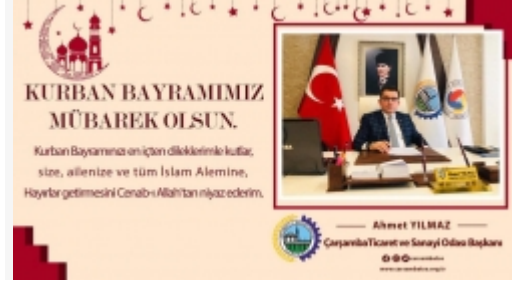 KURBAN BAYRAMIMIZ
MÜBAREK OLSUN.
Kurban Bayramınızı en içten dileklerimle kutlar,
size, ailenize ve tüm İslam Alemine,
Hayırlar getirmesini Cenab-ı Allah'tan niyaz ederim.
Ahmet YILMAZ
Çarşamba Ticaret ve Sanayi Odası Başkanı